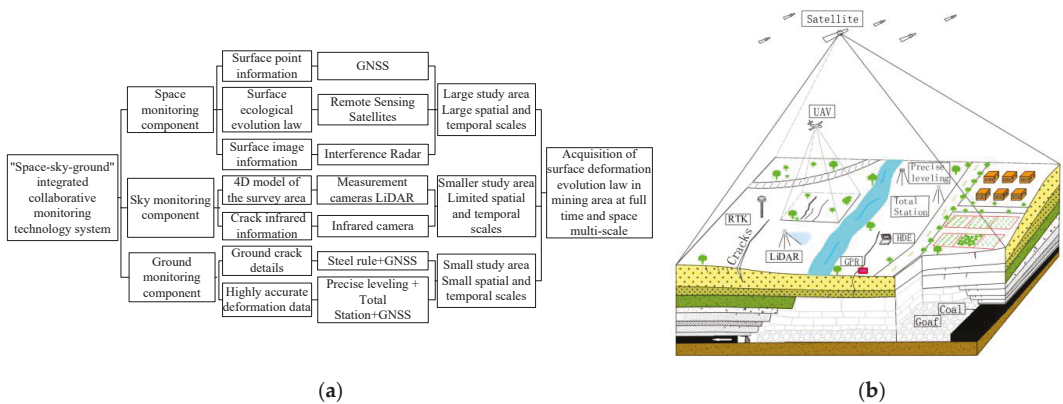 "Space-sky-ground"
integrated
collaborative
monitoring
technology system
Space
monitoring
component
Sky monitoring
component
Ground
monitoring
component
Surface point
information
Surface
ecological
evolution law
Surface image
information
4D model of
the survey area
Crack infrared
information
Ground crack
details
Highly accurate
deformation data
GNSS
Remote Sensing
Satellites
Interference Radar
Measurement
cameras LiDAR
Infrared camera
Steel rule+GNSS
Precise leveling +
Total
Station+GNSS
Large study area
Large spatial and
temporal scales
Smaller study area
Limited spatial
and temporal
scales
Small study area
Small spatial and
temporal scales
Acquisition of
surface deformation
evolution law in
mining area at full
time and space
multi-scale
(a)
Satellite
UAV
Precise
leveling
Total
Station
RTK
HDE
LiDAR
GPR
Cracks
Coal
Goaf
(b)